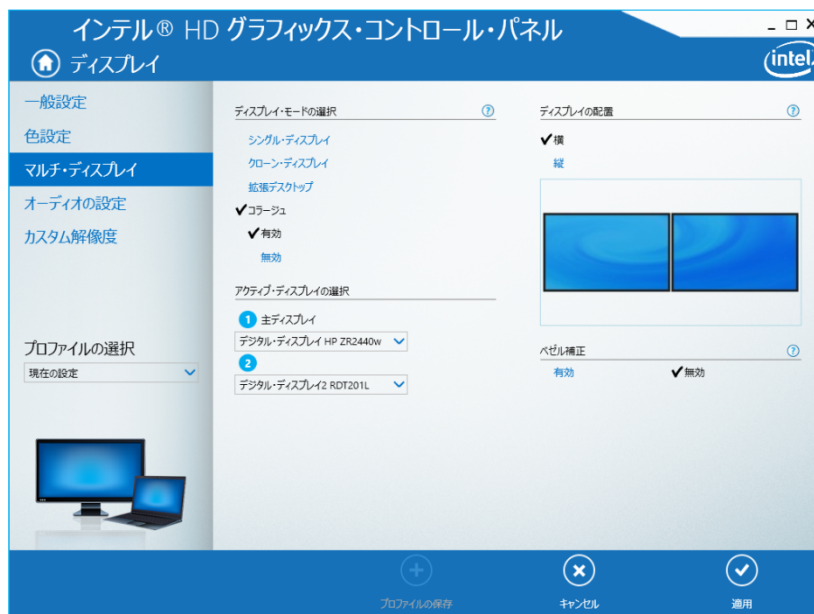 インテル® HD グラフィックス・コントロール・パネル
ディスプレイ
intel
一般設定
色設定
マルチ・ディスプレイ
オーディオの設定
カスタム解像度
プロファイルの選択
現在の設定
ディスプレイ・モードの選択 ?
シングル・ディスプレイ
クローン・ディスプレイ
拡張デスクトップ
✔コラージュ
✔有効
無効
アクティブ・ディスプレイの選択
1 主ディスプレイ
デジタル・ディスプレイ HP ZR2440w
2
デジタル・ディスプレイ2 RDT201L
ディスプレイの配置 ?
✔横
縦
ベゼル補正 ?
有効 ✔無効
プロファイルの保存
キャンセル
適用